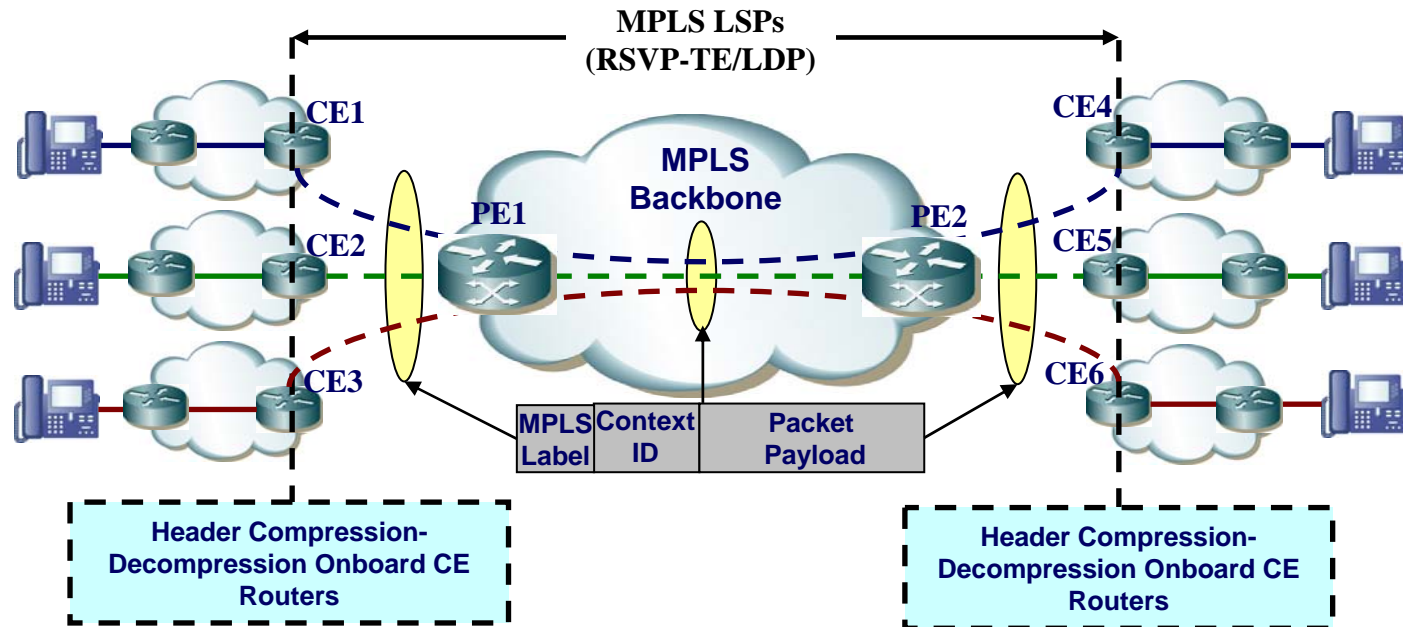 MPLS LSPs
(RSVP-TE/LDP)
CE1
CE4
MPLS
Backbone
PE1
PE2
CE2
CE5
CE3
CE6
MPLS
Label
Context
ID
Packet
Payload
Header Compression-
Decompression Onboard CE
Routers
Header Compression-
Decompression Onboard CE
Routers